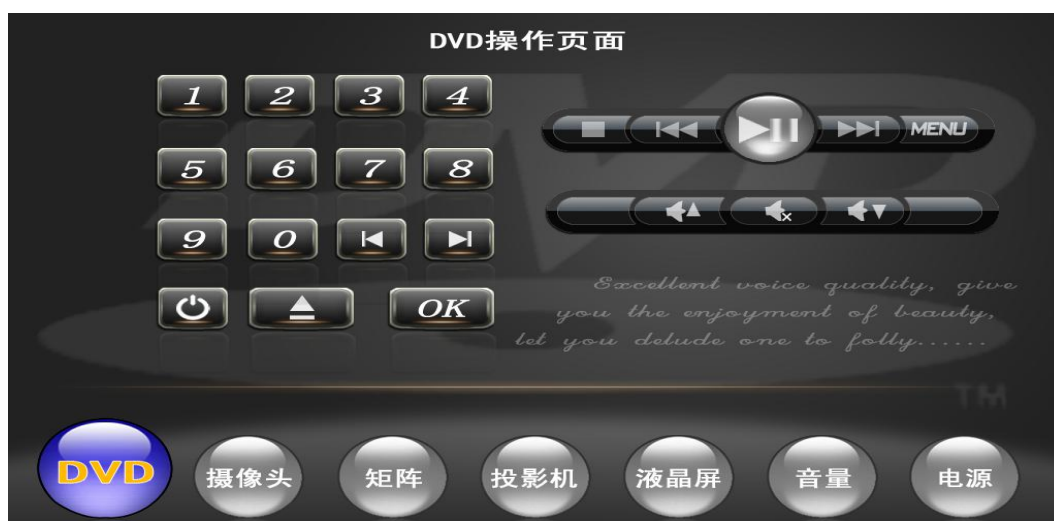 DVD操作页面
1 2 3 4
MENU
5 6 7 8
9 0
OK
Excellent voice quality, give
you the enjoyment of beauty,
let you delude one to folly......
DVD
TM
DVD 摄像头 矩阵 投影机 液晶屏 音量 电源